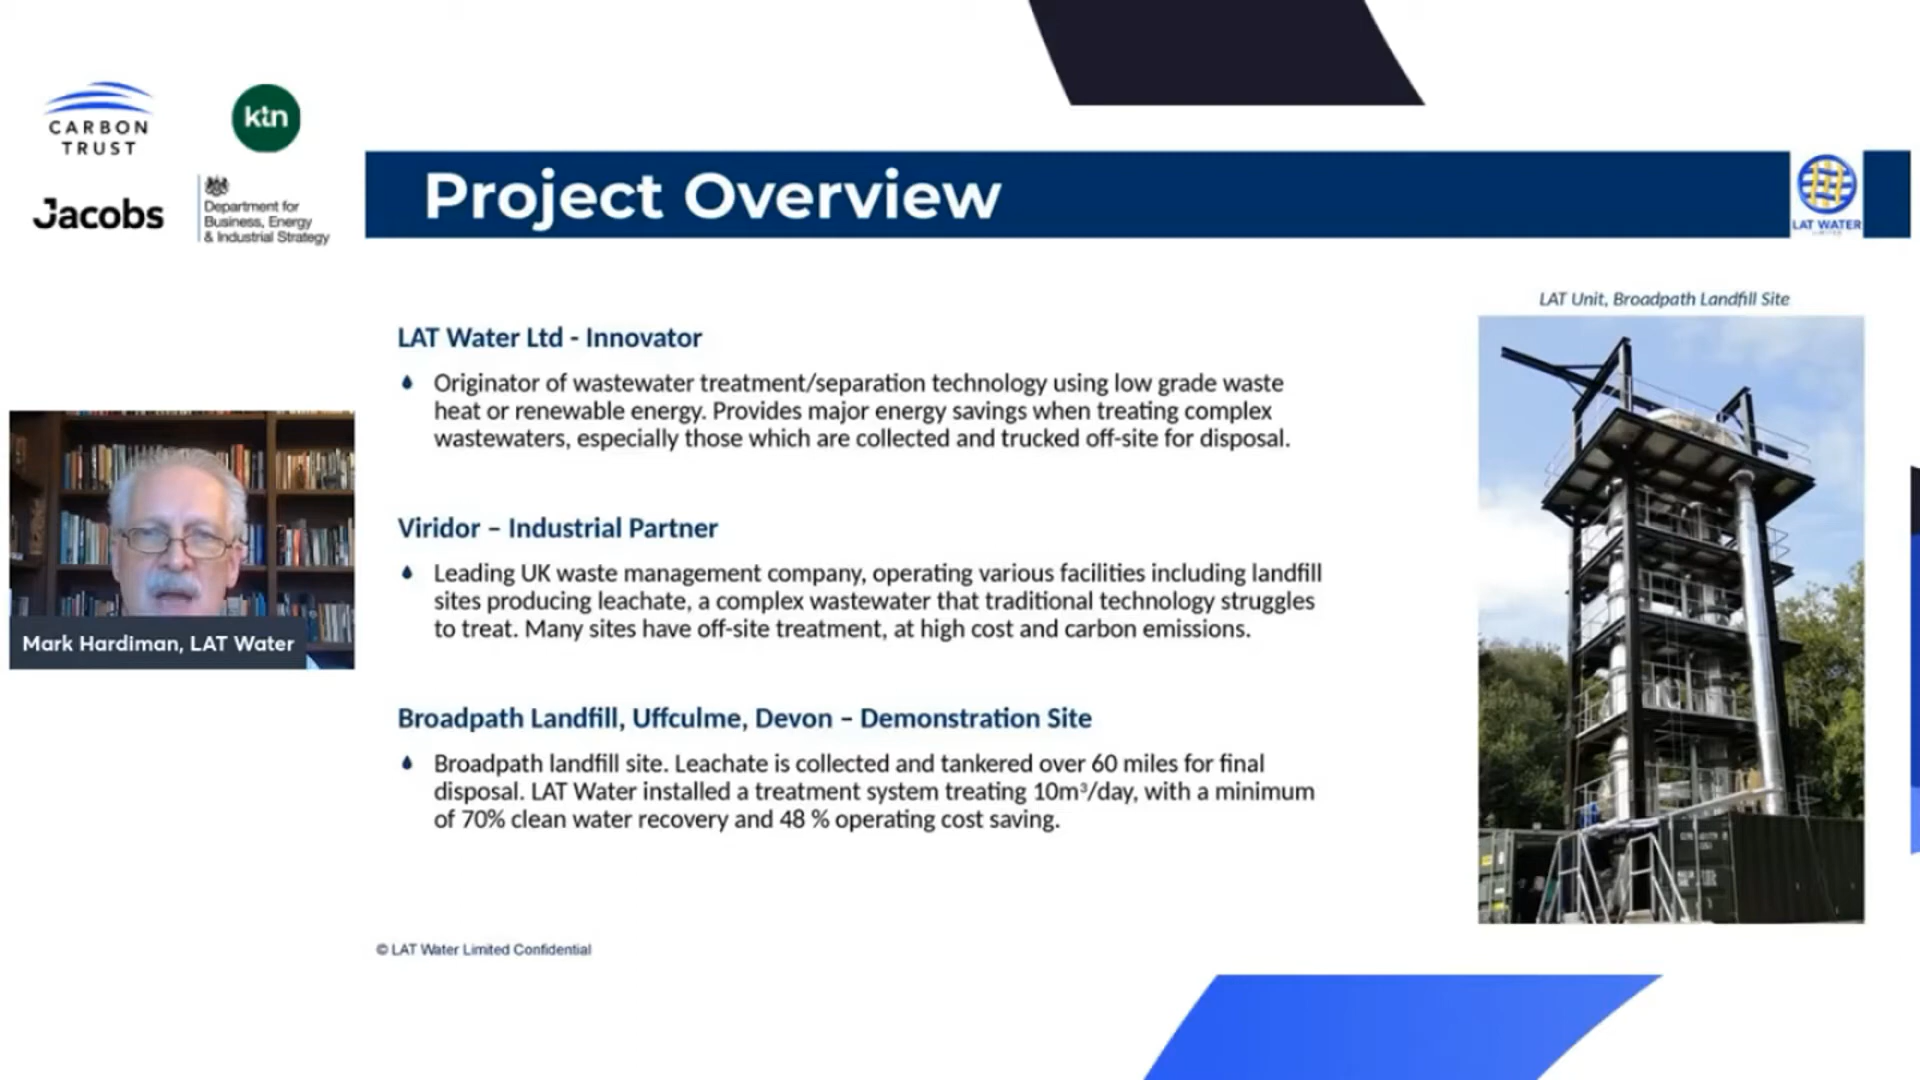 CARBON
TRUST
ktn
Jacobs
Department for
Business, Energy
& Industrial Strategy
Project Overview
LAT WATER
LIMITED
LAT Unit, Broadpath Landfill Site
LAT Water Ltd - Innovator
Originator of wastewater treatment/separation technology using low grade waste
heat or renewable energy. Provides major energy savings when treating complex
wastewaters, especially those which are collected and trucked off-site for disposal.
Viridor – Industrial Partner
Leading UK waste management company, operating various facilities including landfill
sites producing leachate, a complex wastewater that traditional technology struggles
to treat. Many sites have off-site treatment, at high cost and carbon emissions.
Mark Hardiman, LAT Water
Broadpath Landfill, Uffculme, Devon – Demonstration Site
Broadpath landfill site. Leachate is collected and tankered over 60 miles for final
disposal. LAT Water installed a treatment system treating 10m³/day, with a minimum
of 70% clean water recovery and 48 % operating cost saving.
© LAT Water Limited Confidential